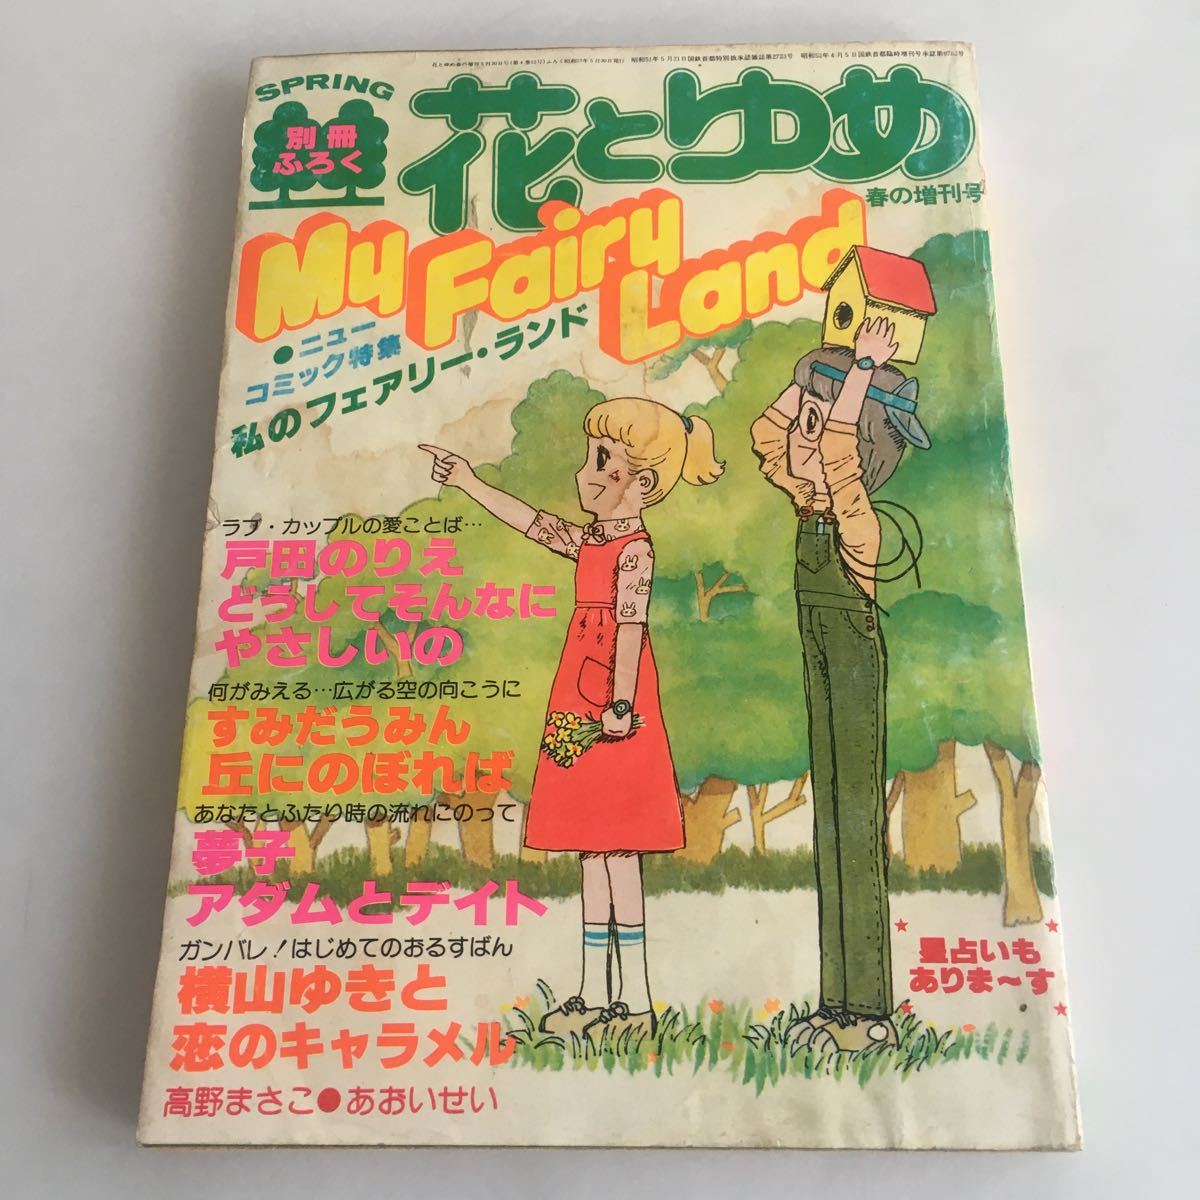 SPRING
別冊
ふろく
花とゆめ
春の増刊号
My Fairy Land
●ニュー
コミック特集
私のフェアリー・ランド
ラブ・カップルの愛ことば…
戸田のりえ
どうしてそんなに
やさしいの
何がみえる…広がる空の向こうに
すみだうみん
丘にのぼれば
あなたとふたり時の流れにのって
夢子
アダムとデイト
ガンバレ!はじめてのおるすばん
横山ゆきと
恋のキャラメル
高野まさこ●あおいせい
星占いも
ありま〜す